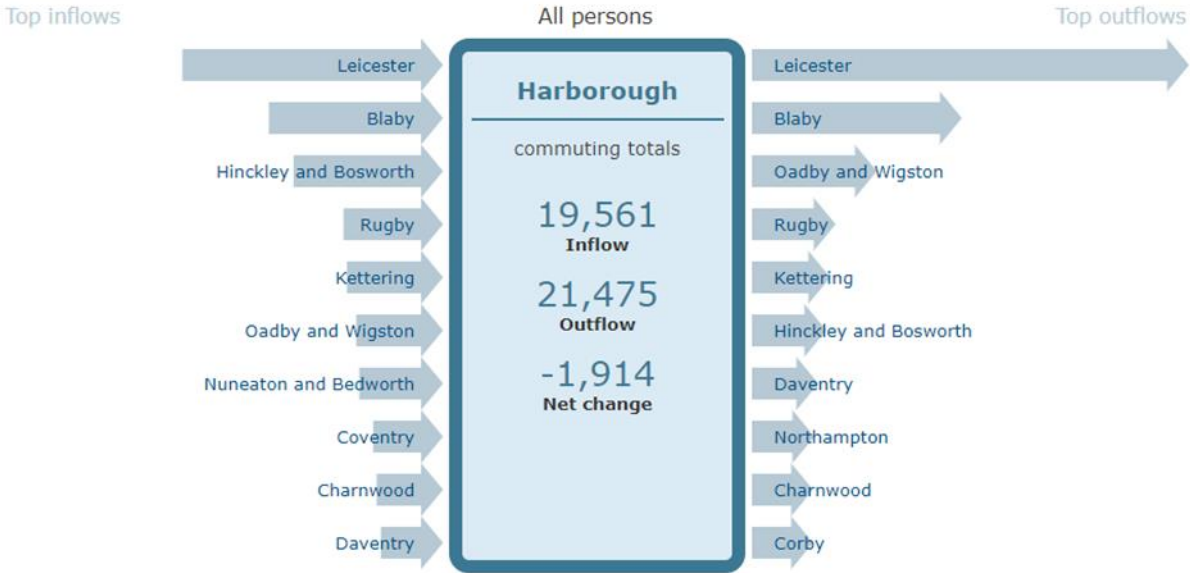 Top inflows
All persons
Top outflows
Leicester
Blaby
Hinckley and Bosworth
Rugby
Kettering
Oadby and Wigston
Nuneaton and Bedworth
Coventry
Charnwood
Daventry
Harborough
commuting totals
19,561
Inflow
21,475
Outflow
-1,914
Net change
Leicester
Blaby
Oadby and Wigston
Rugby
Kettering
Hinckley and Bosworth
Daventry
Northampton
Charnwood
Corby